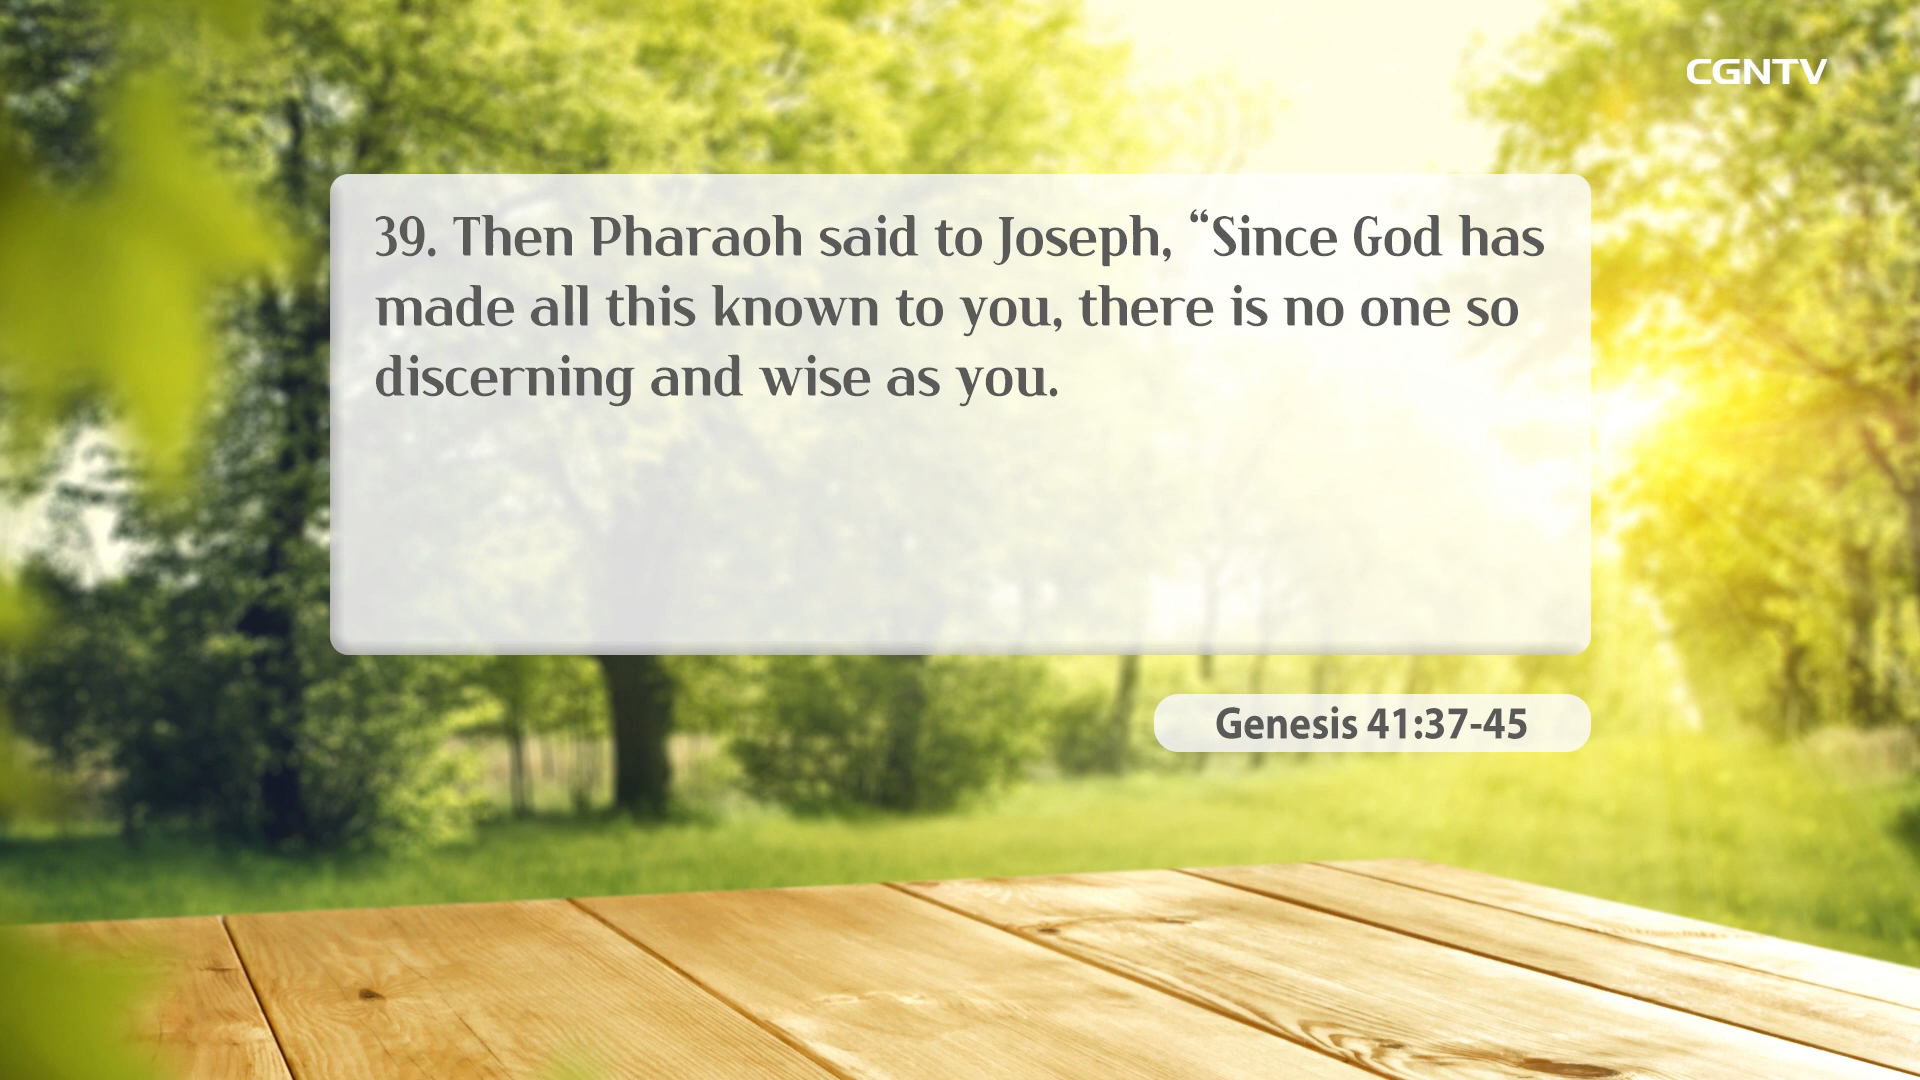 CGNTV
39. Then Pharaoh said to Joseph, “Since God has
made all this known to you, there is no one so
discerning and wise as you.
Genesis 41:37-45